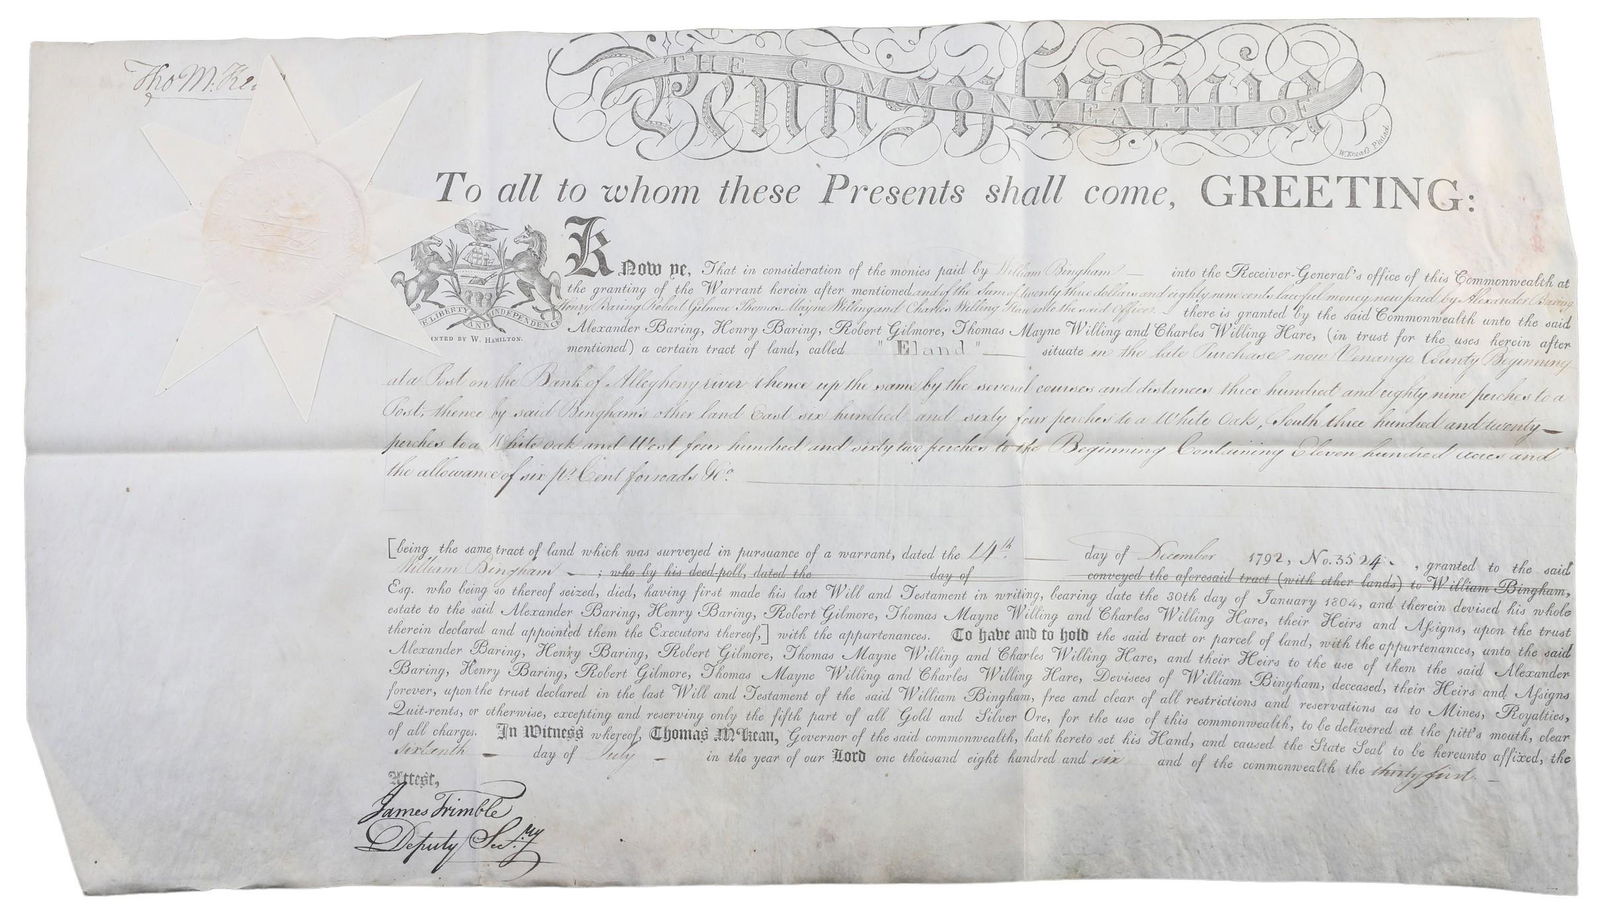 Tho M:Ke
THE COMMONWEALTH OF
Pennsylvania
To all to whom these Presents shall come, GREETING:
Know ye, That in consideration of the monies paid by William Bingham — into the Receiver-General's office of this Commonwealth at
the granting of the Warrant herein after mentioned and of the Sum of twenty three dollars and eighty nine cents lawful money now paid by Alexander Baring
Henry Baring Robert Gilmore Thomas Mayne Willing and Charles Willing Hare into the said Office. there is granted by the said Commonwealth unto the said
Alexander Baring, Henry Baring, Robert Gilmore, Thomas Mayne Willing and Charles Willing Hare, (in trust for the uses herein after
mentioned) a certain tract of land, called "Eland" — situate in the late Purchase now Venango County Beginning
E LIBERTY AND INDEPENDENCY
INTED BY W. HAMILTON.
at a Post on the Bank of Allegheny river thence up the same by the several courses and distances three hundred and eighty nine perches to a
Post, thence by said Bingham's other land East six hundred and sixty four perches to a White Oak, South three hundred and twenty —
perches to a White oak and West four hundred and sixty two perches to the Beginning Containing Eleven hundred acres and
the allowance of six pr. Cent for roads &c.
[being the same tract of land which was surveyed in pursuance of a warrant, dated the 14th — day of December 1792, No. 3524. , granted to the said
William Bingham — ; who by his deed-poll, dated the day of conveyed the aforesaid tract (with other lands) to William Bingham,
Esq. who being so thereof seized, died, having first made his last Will and Testament in writing, bearing date the 30th day of January 1804, and therein devised his whole
estate to the said Alexander Baring, Henry Baring, Robert Gilmore, Thomas Mayne Willing and Charles Willing Hare, their Heirs and Assigns, upon the trust
therein declared and appointed them the Executors thereof,] with the appurtenances. To have and to hold the said tract or parcel of land, with the appurtenances, unto the said
Alexander Baring, Henry Baring, Robert Gilmore, Thomas Mayne Willing and Charles Willing Hare, and their Heirs to the use of them the said Alexander
Baring, Henry Baring, Robert Gilmore, Thomas Mayne Willing and Charles Willing Hare, Devisees of William Bingham, deceased, their Heirs and Assigns
forever, upon the trust declared in the last Will and Testament of the said William Bingham, free and clear of all restrictions and reservations as to Mines, Royalties,
Quit-rents, or otherwise, excepting and reserving only the fifth part of all Gold and Silver Ore, for the use of this commonwealth, to be delivered at the pitt's mouth, clear
of all charges. In Witness whereof, Thomas M'Kean, Governor of the said commonwealth, hath hereto set his Hand, and caused the State Seal to be hereunto affixed, the
Sixteenth — day of July — in the year of our Lord one thousand eight hundred and six and of the commonwealth the thirty first —
Attest,
James Trimble
Deputy Secry